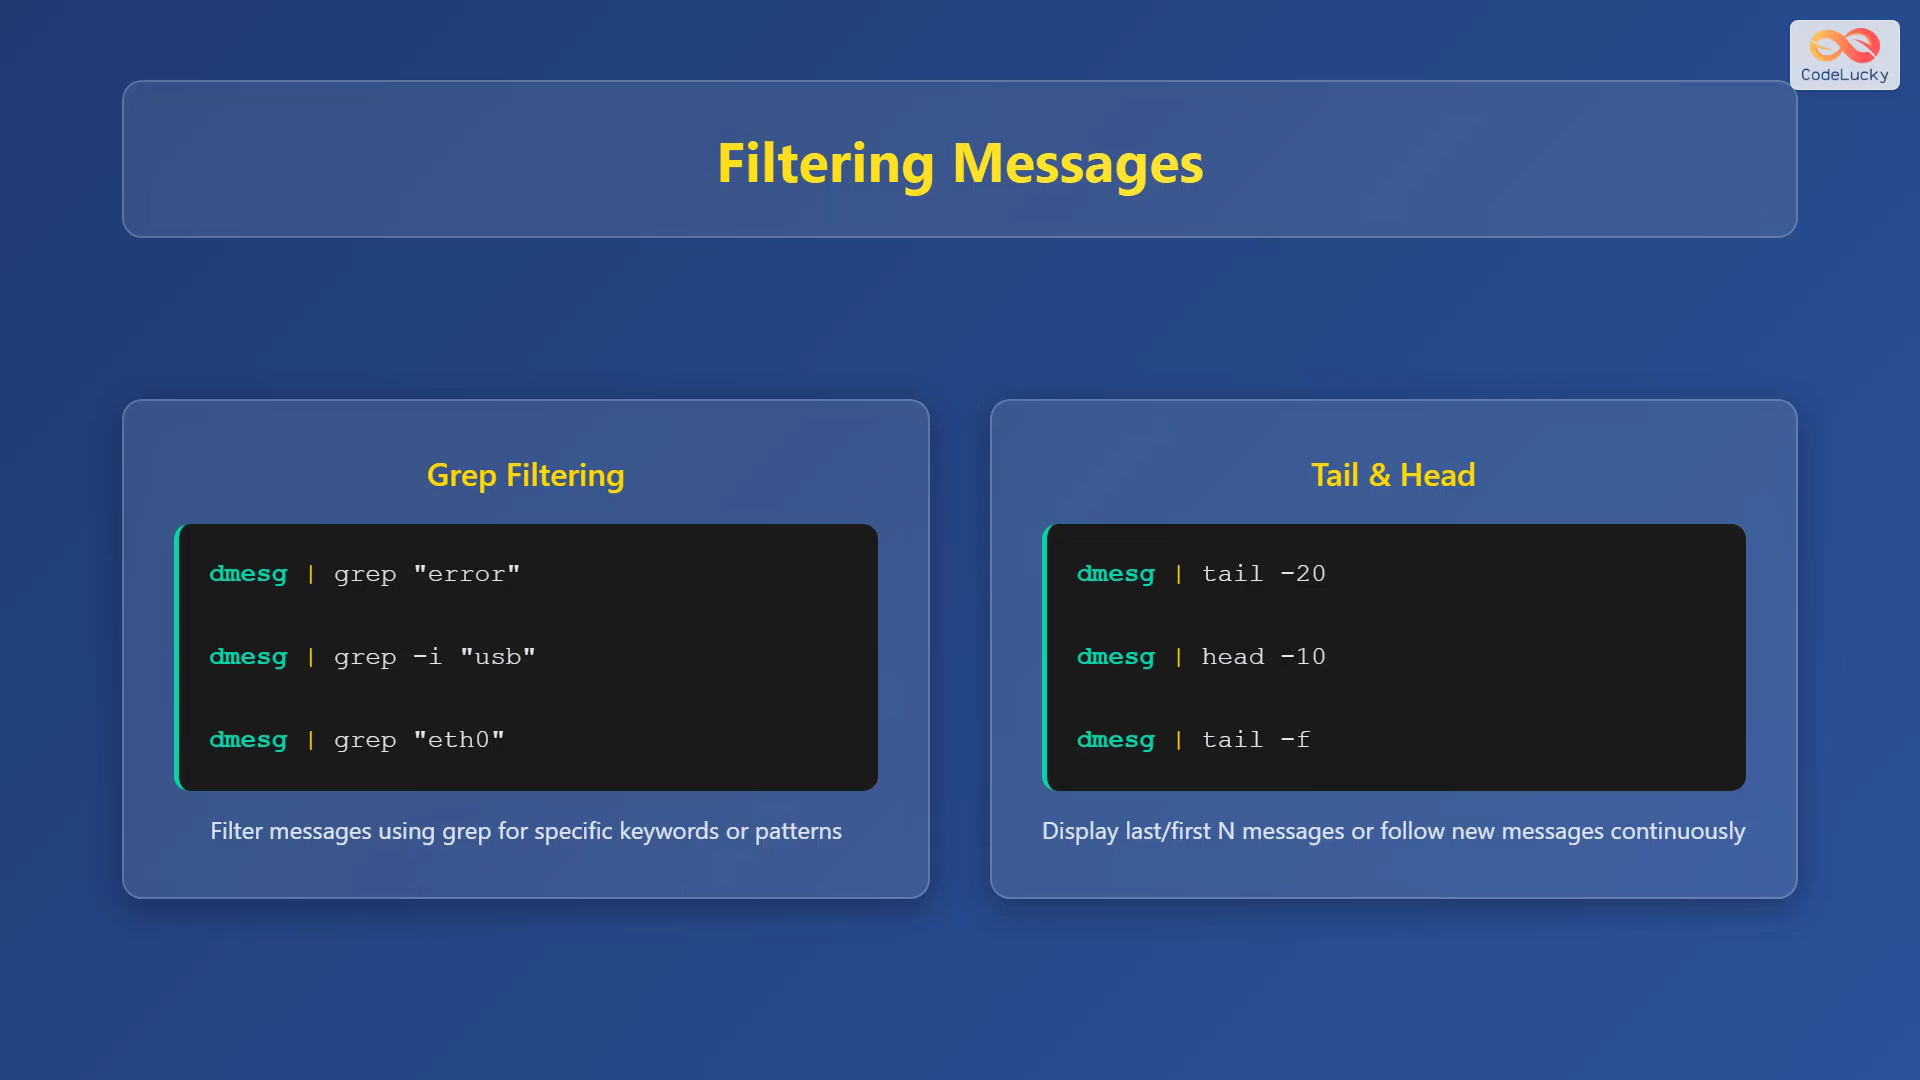 CodeLucky
Filtering Messages
Grep Filtering
dmesg | grep "error"
dmesg | grep -i "usb"
dmesg | grep "eth0"
Filter messages using grep for specific keywords or patterns
Tail & Head
dmesg | tail -20
dmesg | head -10
dmesg | tail -f
Display last/first N messages or follow new messages continuously